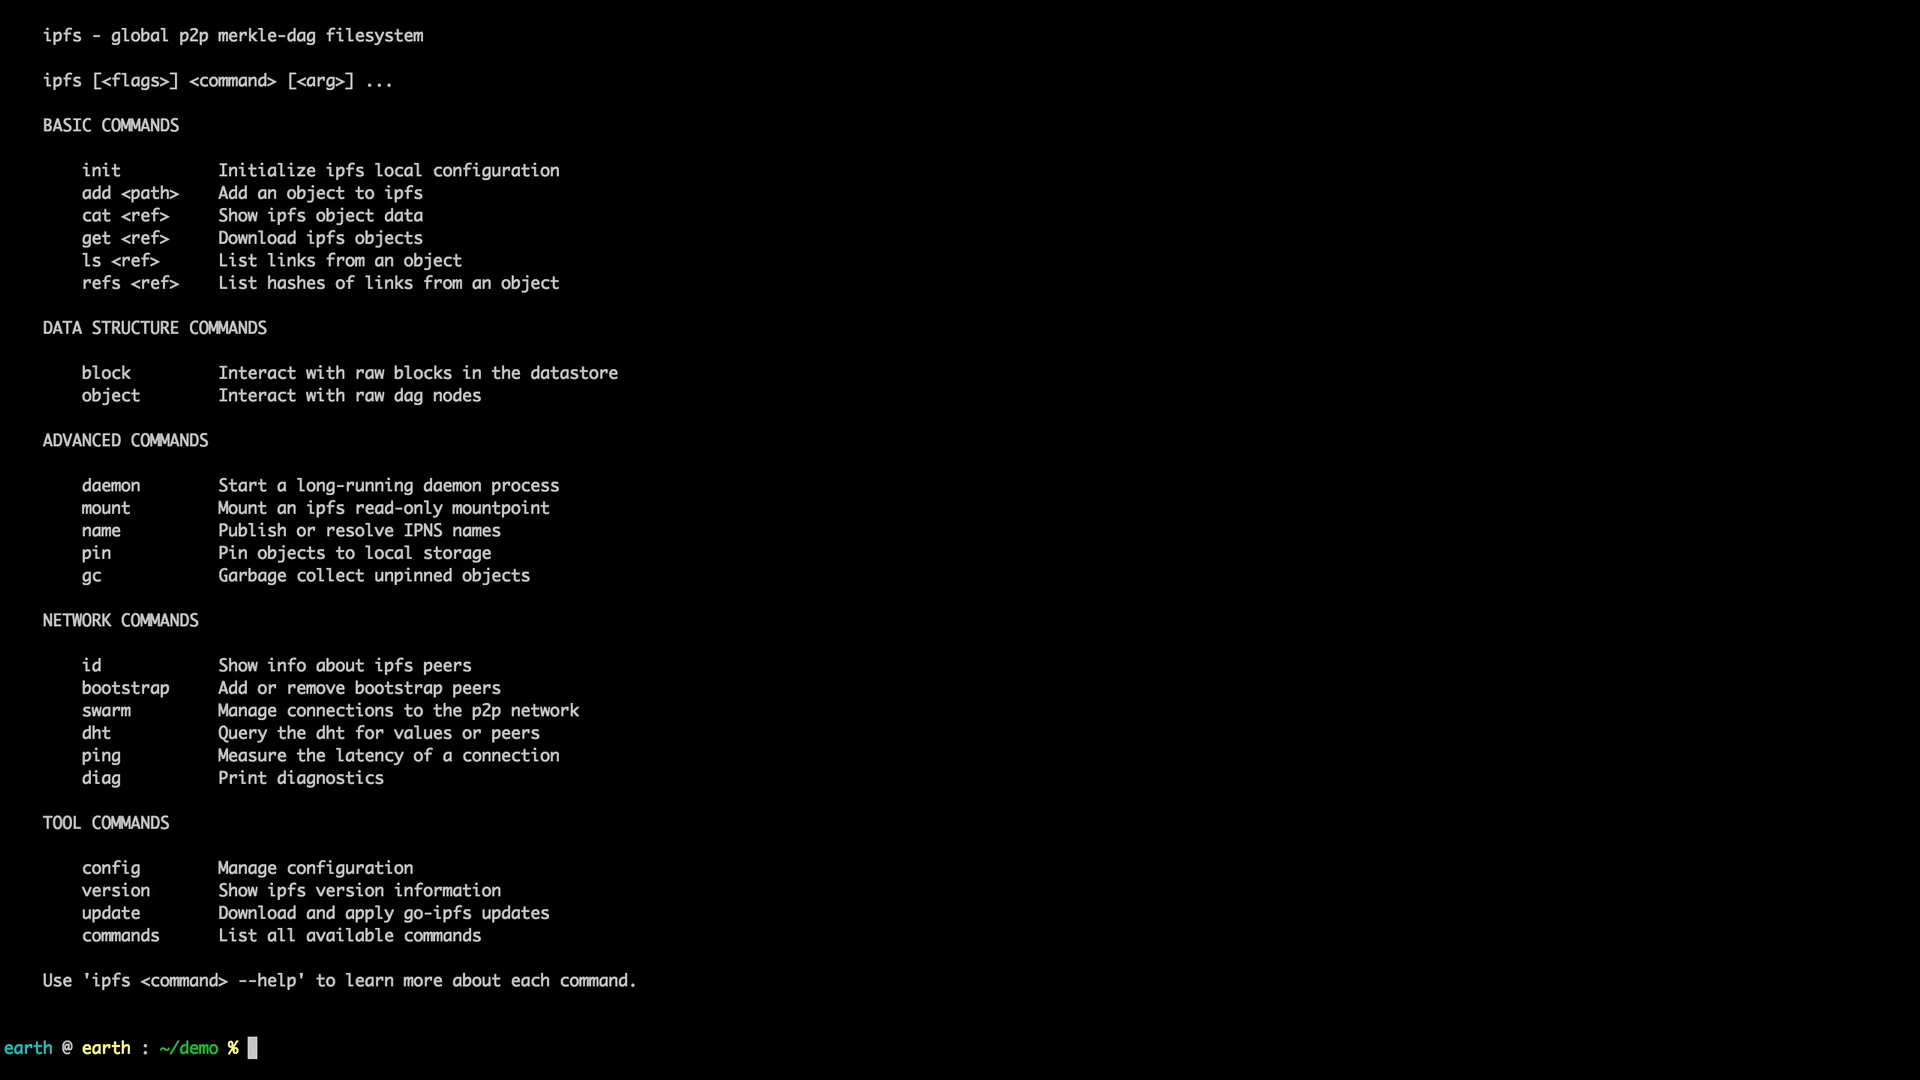 ipfs - global p2p merkle-dag filesystem
ipfs [<flags>] <command> [<arg>] ...
BASIC COMMANDS
init Initialize ipfs local configuration
add <path> Add an object to ipfs
cat <ref> Show ipfs object data
get <ref> Download ipfs objects
ls <ref> List links from an object
refs <ref> List hashes of links from an object
DATA STRUCTURE COMMANDS
block Interact with raw blocks in the datastore
object Interact with raw dag nodes
ADVANCED COMMANDS
daemon Start a long-running daemon process
mount Mount an ipfs read-only mountpoint
name Publish or resolve IPNS names
pin Pin objects to local storage
gc Garbage collect unpinned objects
NETWORK COMMANDS
id Show info about ipfs peers
bootstrap Add or remove bootstrap peers
swarm Manage connections to the p2p network
dht Query the dht for values or peers
ping Measure the latency of a connection
diag Print diagnostics
TOOL COMMANDS
config Manage configuration
version Show ipfs version information
update Download and apply go-ipfs updates
commands List all available commands
Use 'ipfs <command> --help' to learn more about each command.
earth @ earth : ~/demo %